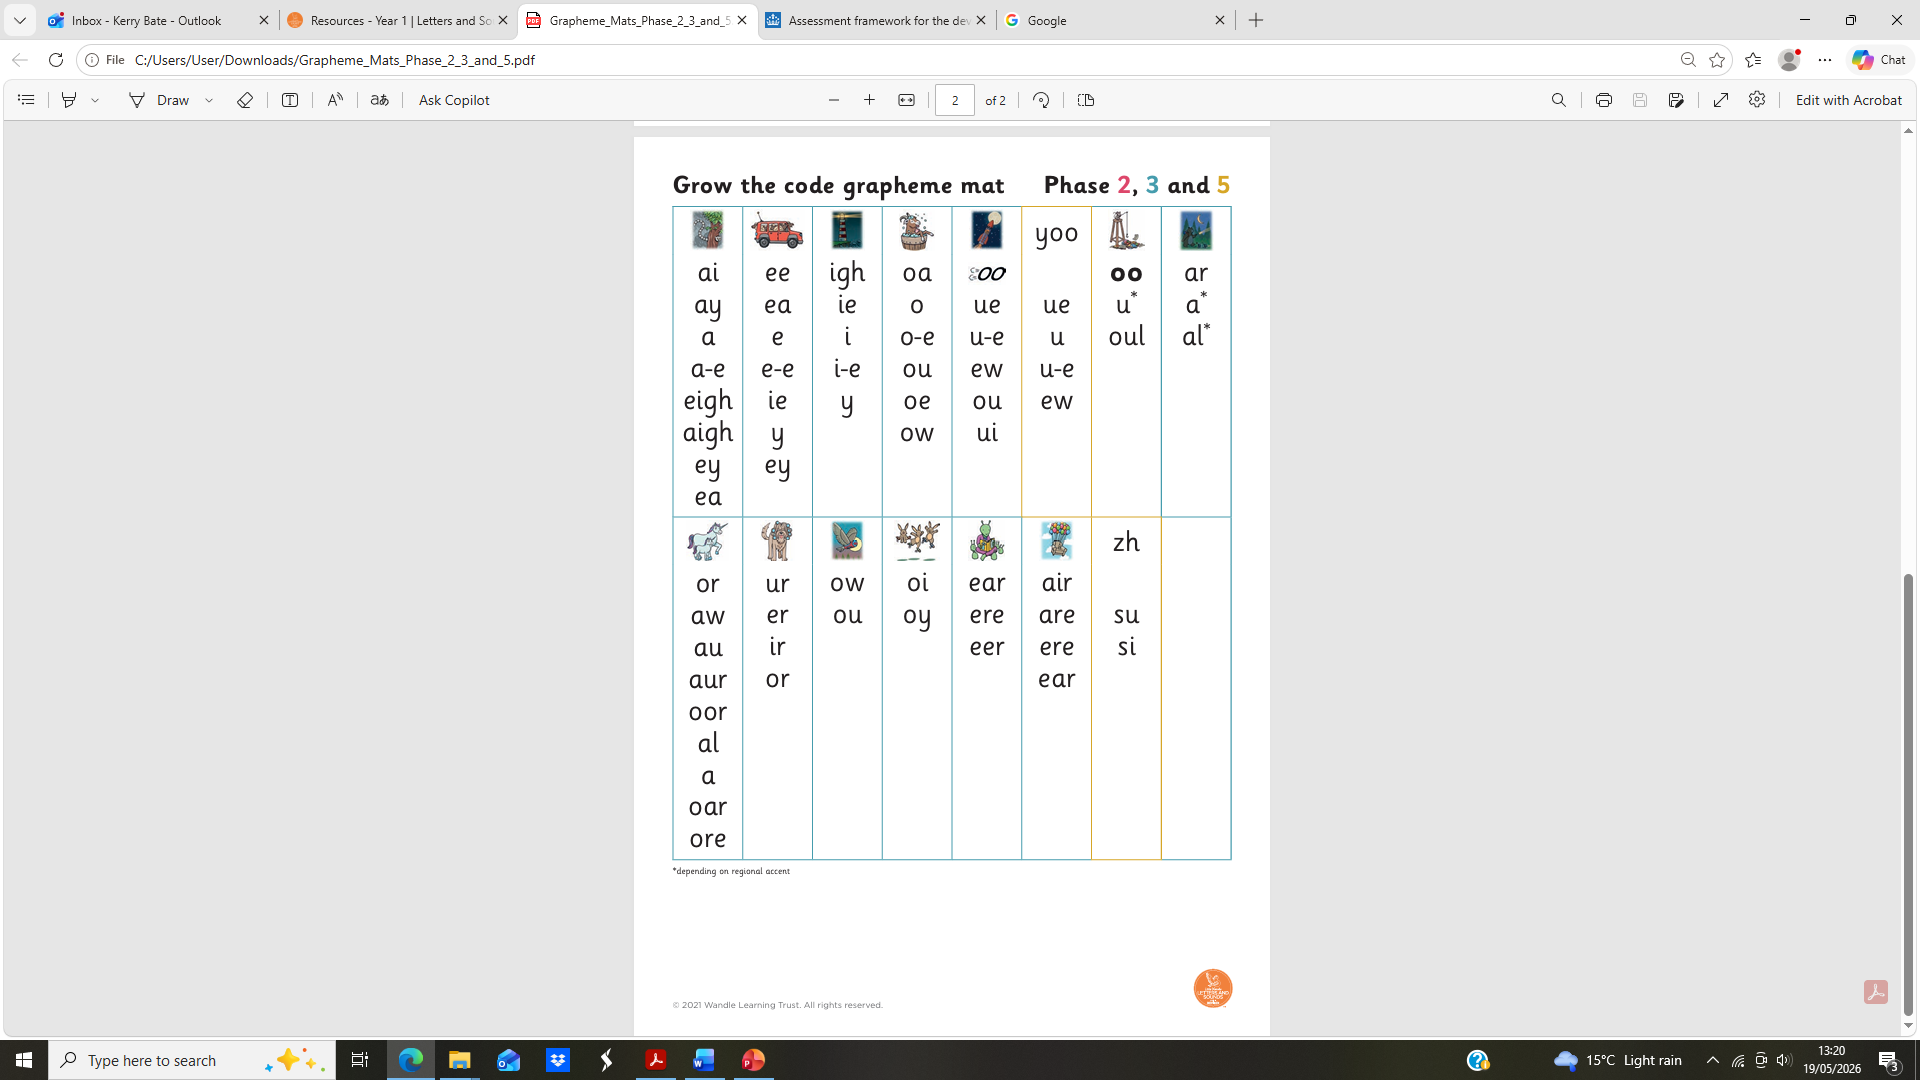 Inbox - Kerry Bate - Outlook
Resources - Year 1 | Letters and So
Grapheme_Mats_Phase_2_3_and_5
Assessment framework for the dev
Google
File C:/Users/User/Downloads/Grapheme_Mats_Phase_2_3_and_5.pdf
Chat
Draw
Ask Copilot
2 of 2
Edit with Acrobat
Grow the code grapheme mat Phase 2, 3 and 5
yoo
ai ee igh oa oo oo ar
ay ea ie o ue ue u* a*
a e i o-e u-e u oul al*
a-e e-e i-e ou ew u-e
eigh ie y oe ou ew
aigh y ow ui
ey ey
ea
zh
or ur ow oi ear air
aw er ou oy ere are su
au ir eer ere si
aur or ear
oor
al
a
oar
ore
*depending on regional accent
© 2021 Wandle Learning Trust. All rights reserved.
LETTERS AND
SOUNDS
Type here to search
15°C Light rain
13:20
19/05/2026
3